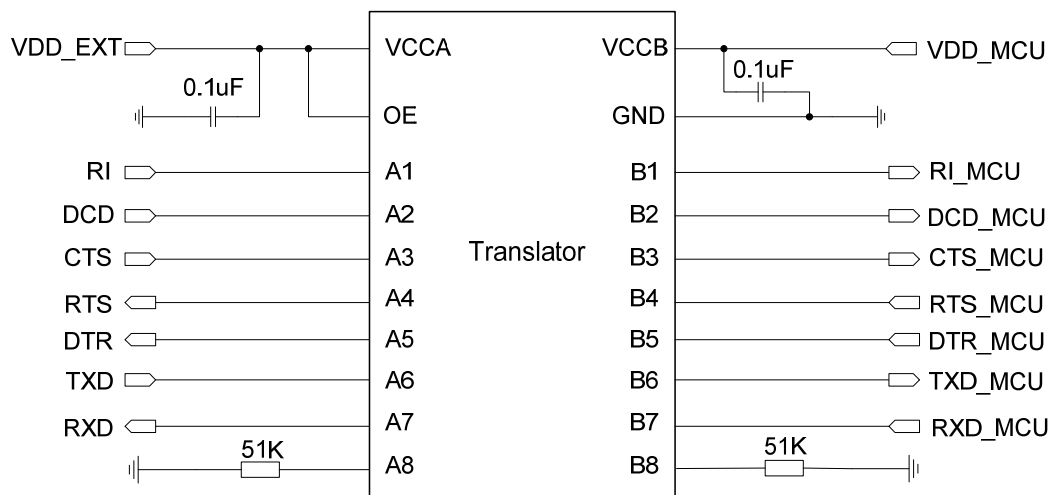 VDD_EXT VCCA VCCB VDD_MCU
0.1uF 0.1uF
OE GND
RI A1 B1 RI_MCU
DCD A2 B2 DCD_MCU
Translator
CTS A3 B3 CTS_MCU
RTS A4 B4 RTS_MCU
DTR A5 B5 DTR_MCU
TXD A6 B6 TXD_MCU
RXD A7 B7 RXD_MCU
51K 51K
A8 B8